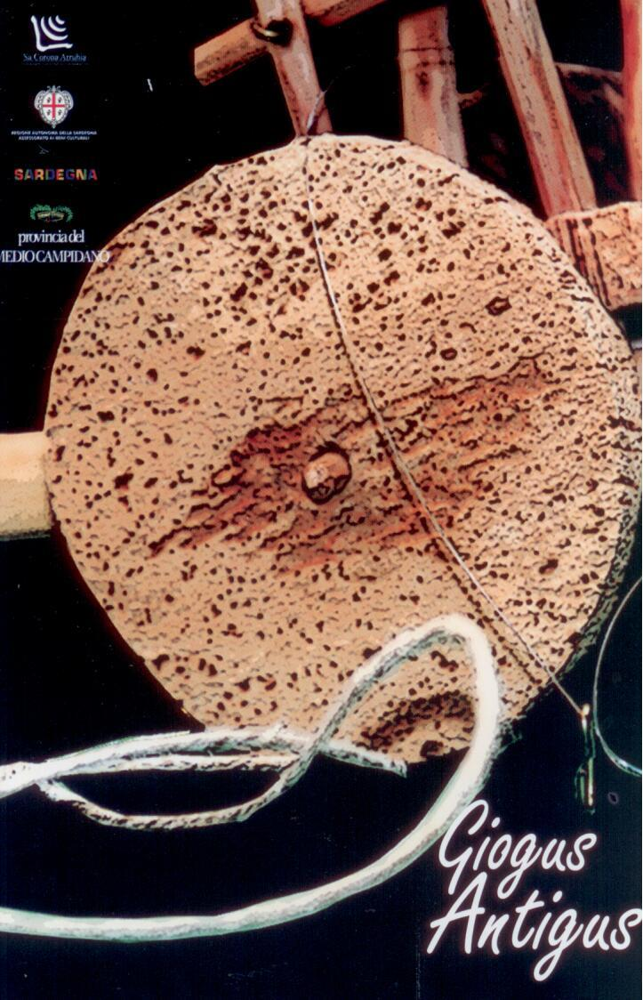 Sa Corona Arrubia
REGIONE AUTONOMA DELLA SARDEGNA
ASSESSORATO AI BENI CULTURALI
SARDEGNA
provincia del
MEDIO CAMPIDANO
Giogus
Antigus